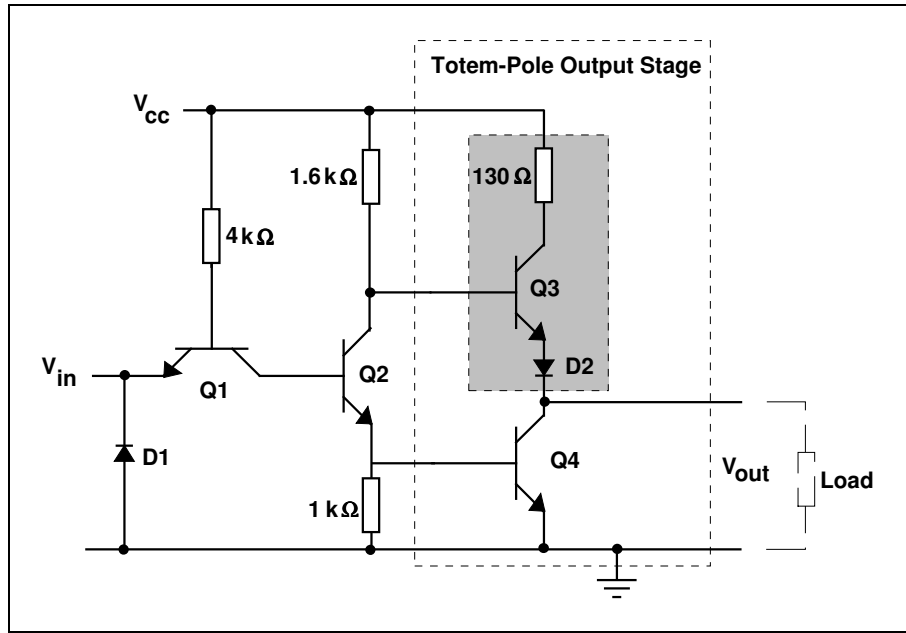 Totem-Pole Output Stage
Vcc
1.6 kΩ
130 Ω
4 kΩ
Q3
Vin
Q1
Q2
D2
D1
Q4
1 kΩ
Vout
Load